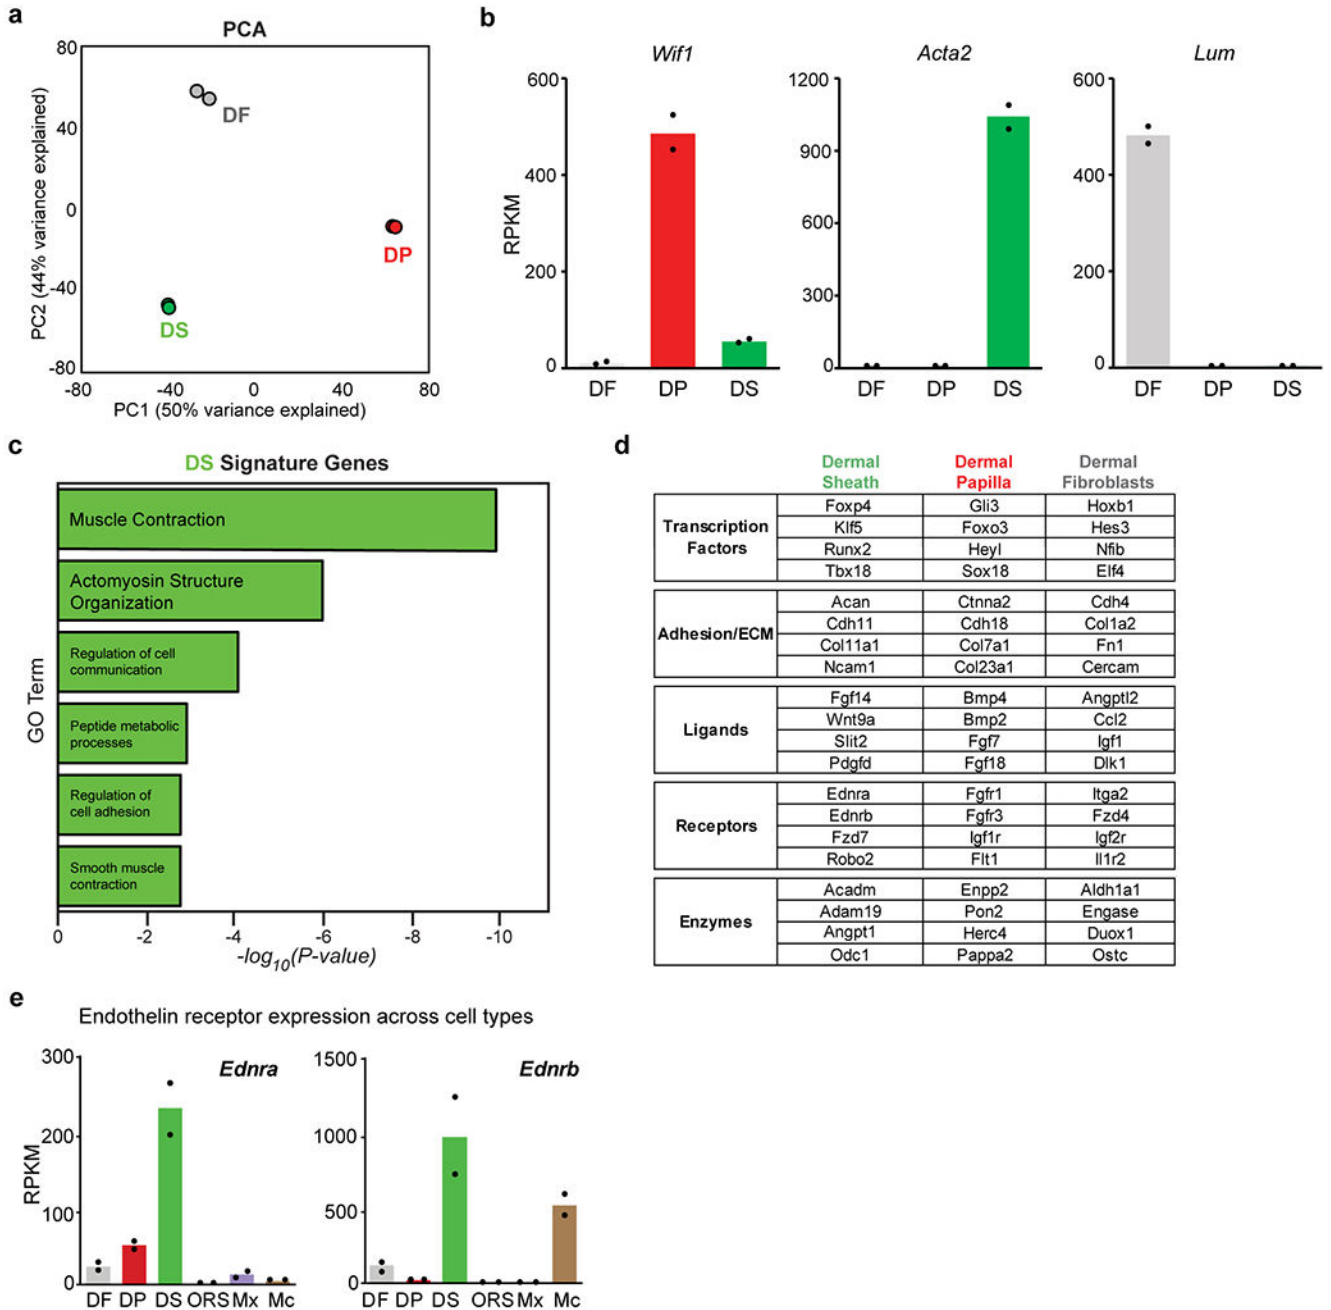 a
PCA
80
40
0
-40
-80
-80
-40
0
40
80
PC2 (44% variance explained)
PC1 (50% variance explained)
DF
DP
DS
b
Wif1
Acta2
Lum
RPKM
600
400
200
0
DF
DP
DS
1200
900
600
300
0
DF
DP
DS
600
400
200
0
DF
DP
DS
c
DS Signature Genes
GO Term
Muscle Contraction
Actomyosin Structure
Organization
Regulation of cell
communication
Peptide metabolic
processes
Regulation of
cell adhesion
Smooth muscle
contraction
0
-2
-4
-6
-8
-10
-log10(P-value)
d
Dermal
Sheath
Dermal
Papilla
Dermal
Fibroblasts
Transcription
Factors
Foxp4 Gli3 Hoxb1
Klf5 Foxo3 Hes3
Runx2 Heyl Nfib
Tbx18 Sox18 Elf4
Adhesion/ECM
Acan Ctnna2 Cdh4
Cdh11 Cdh18 Col1a2
Col11a1 Col7a1 Fn1
Ncam1 Col23a1 Cercam
Ligands
Fgf14 Bmp4 Angptl2
Wnt9a Bmp2 Ccl2
Slit2 Fgf7 Igf1
Pdgfd Fgf18 Dlk1
Receptors
Ednra Fgfr1 Itga2
Ednrb Fgfr3 Fzd4
Fzd7 Igf1r Igf2r
Robo2 Flt1 Il1r2
Enzymes
Acadm Enpp2 Aldh1a1
Adam19 Pon2 Engase
Angpt1 Herc4 Duox1
Odc1 Pappa2 Ostc
e
Endothelin receptor expression across cell types
RPKM
Ednra
300
200
100
0
DF DP DS ORS Mx Mc
Ednrb
1500
1000
500
0
DF DP DS ORS Mx Mc